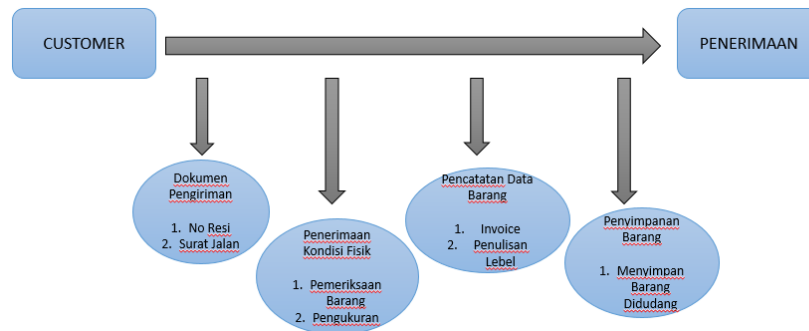 CUSTOMER
PENERIMAAN
Dokumen
Pengiriman
1. No Resi
2. Surat Jalan
Penerimaan
Kondisi Fisik
1. Pemeriksaan
Barang
2. Pengukuran
Pencatatan Data
Barang
1. Invoice
2. Penulisan
Lebel
Penyimpanan
Barang
1. Menyimpan
Barang
Didudang